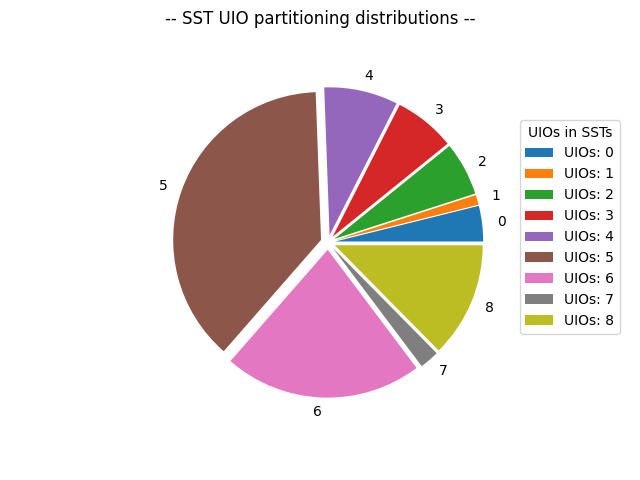 -- SST UIO partitioning distributions --
4
3
2
1
0
5
8
7
6
UIOs in SSTs
UIOs: 0
UIOs: 1
UIOs: 2
UIOs: 3
UIOs: 4
UIOs: 5
UIOs: 6
UIOs: 7
UIOs: 8